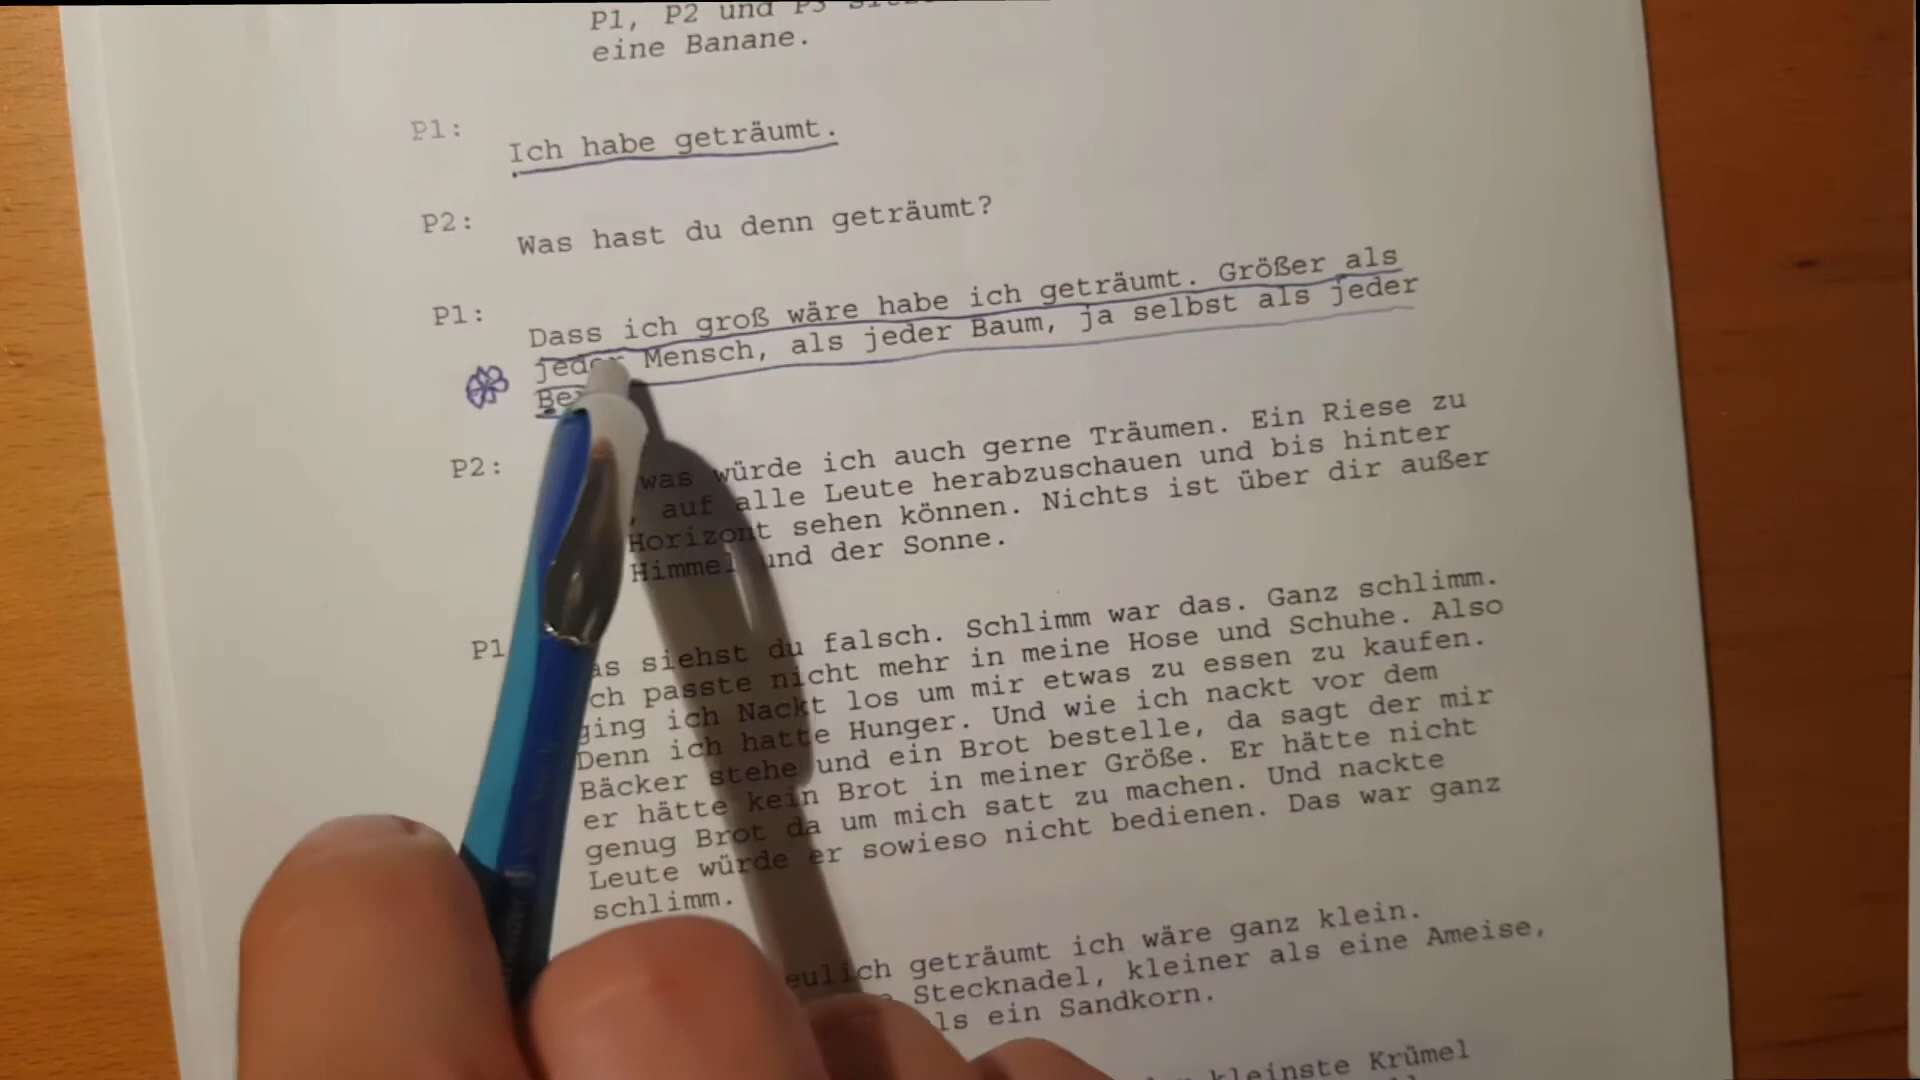 P1, P2 und P3
eine Banane.
P1:
Ich habe geträumt.
P2:
Was hast du denn geträumt?
P1:
Dass ich groß wäre habe ich geträumt. Größer als
jeder Mensch, als jeder Baum, ja selbst als jeder
P2:
was würde ich auch gerne Träumen. Ein Riese zu
, auf alle Leute herabzuschauen und bis hinter
Horizont sehen können. Nichts ist über dir außer
Himmel und der Sonne.
P1
siehst du falsch. Schlimm war das. Ganz schlimm.
passte nicht mehr in meine Hose und Schuhe. Also
ging ich Nackt los um mir etwas zu essen zu kaufen.
Denn ich hatte Hunger. Und wie ich nackt vor dem
Bäcker stehe und ein Brot bestelle, da sagt der mir
er hätte kein Brot in meiner Größe. Er hätte nicht
genug Brot da um mich satt zu machen. Und nackte
Leute würde er sowieso nicht bedienen. Das war ganz
schlimm.
geträumt ich wäre ganz klein.
Stecknadel, kleiner als eine Ameise,
ein Sandkorn.
kleinste Krümel